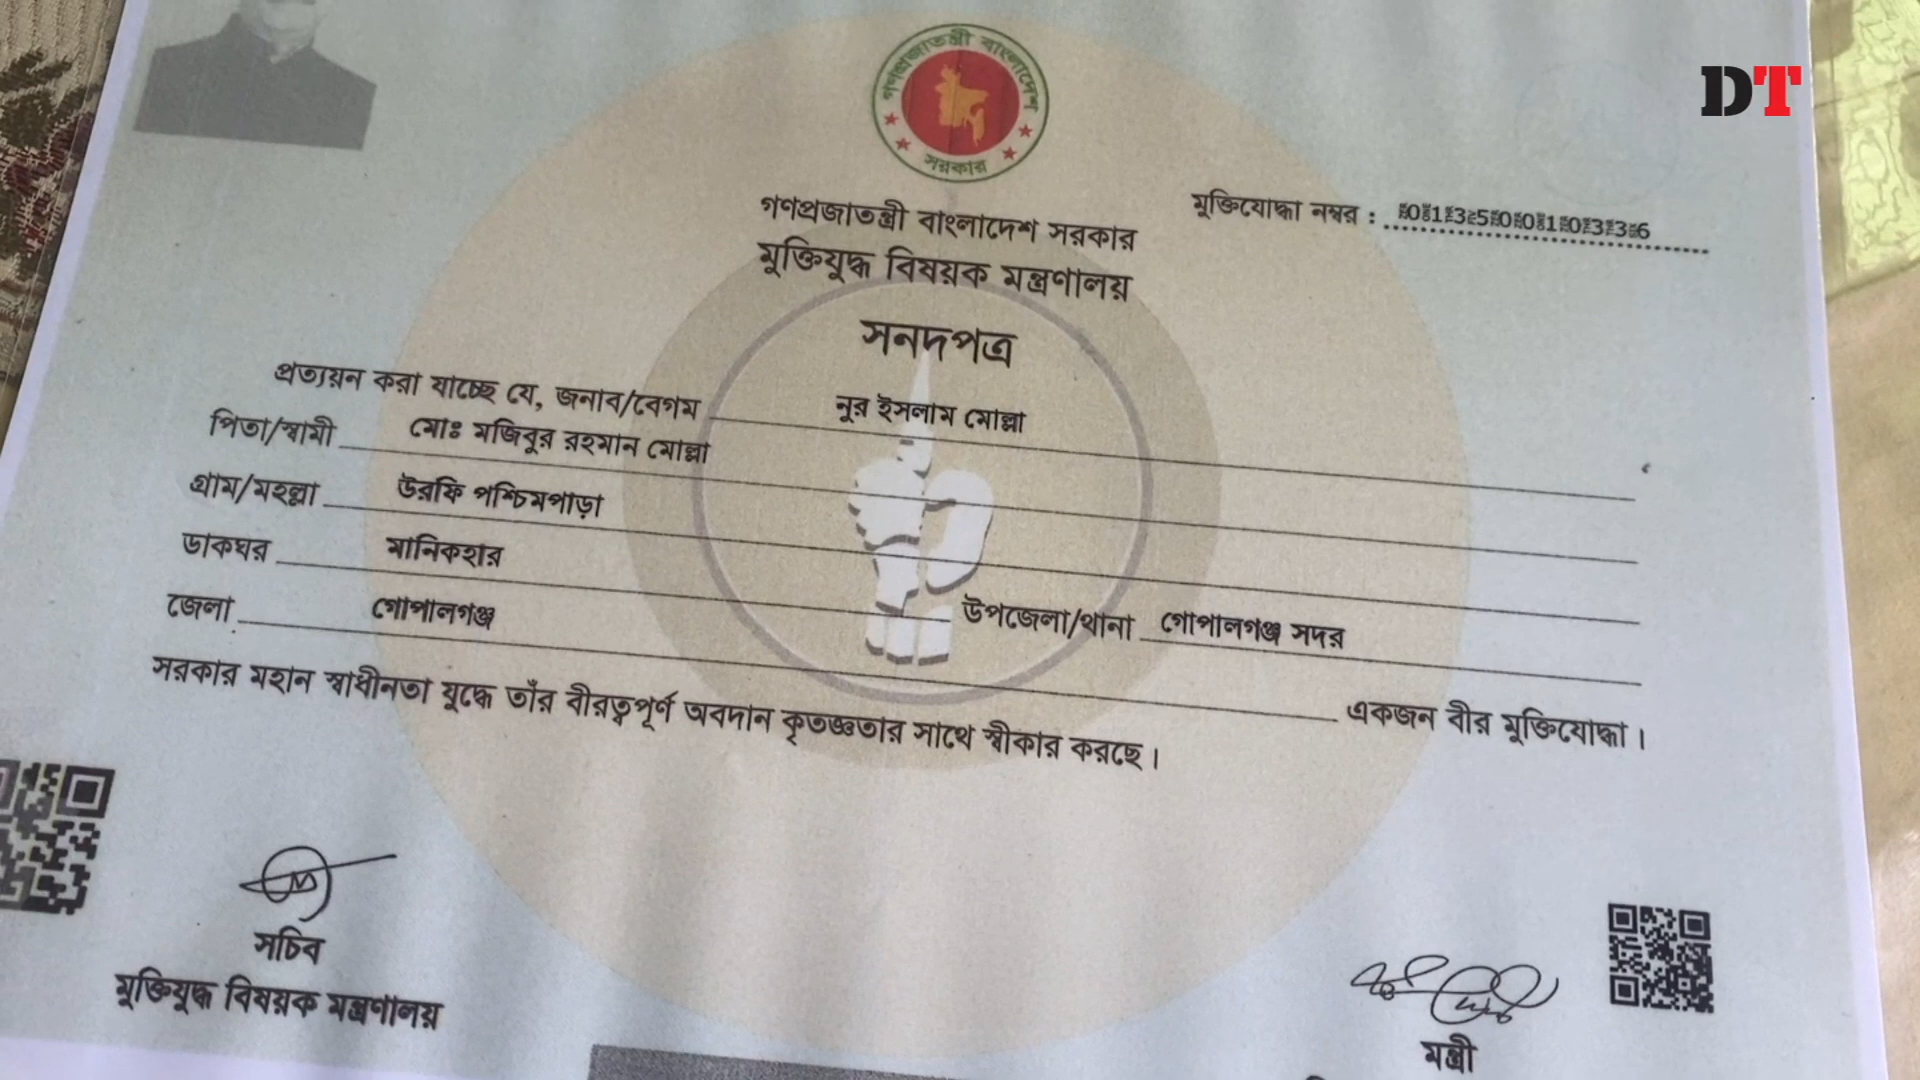 DT
গণপ্রজাতন্ত্রী বাংলাদেশ
সরকার
মুক্তিযোদ্ধা নম্বর : 01350010336
গণপ্রজাতন্ত্রী বাংলাদেশ সরকার
মুক্তিযুদ্ধ বিষয়ক মন্ত্রণালয়
সনদপত্র
প্রত্যয়ন করা যাচ্ছে যে, জনাব/বেগম নুর ইসলাম মোল্লা
পিতা/স্বামী মোঃ মজিবুর রহমান মোল্লা
গ্রাম/মহল্লা উরফি পশ্চিমপাড়া
ডাকঘর মানিকহার
জেলা গোপালগঞ্জ উপজেলা/থানা গোপালগঞ্জ সদর
একজন বীর মুক্তিযোদ্ধা।
সরকার মহান স্বাধীনতা যুদ্ধে তাঁর বীরত্বপূর্ণ অবদান কৃতজ্ঞতার সাথে স্বীকার করছে।
সচিব
মুক্তিযুদ্ধ বিষয়ক মন্ত্রণালয়
মন্ত্রী